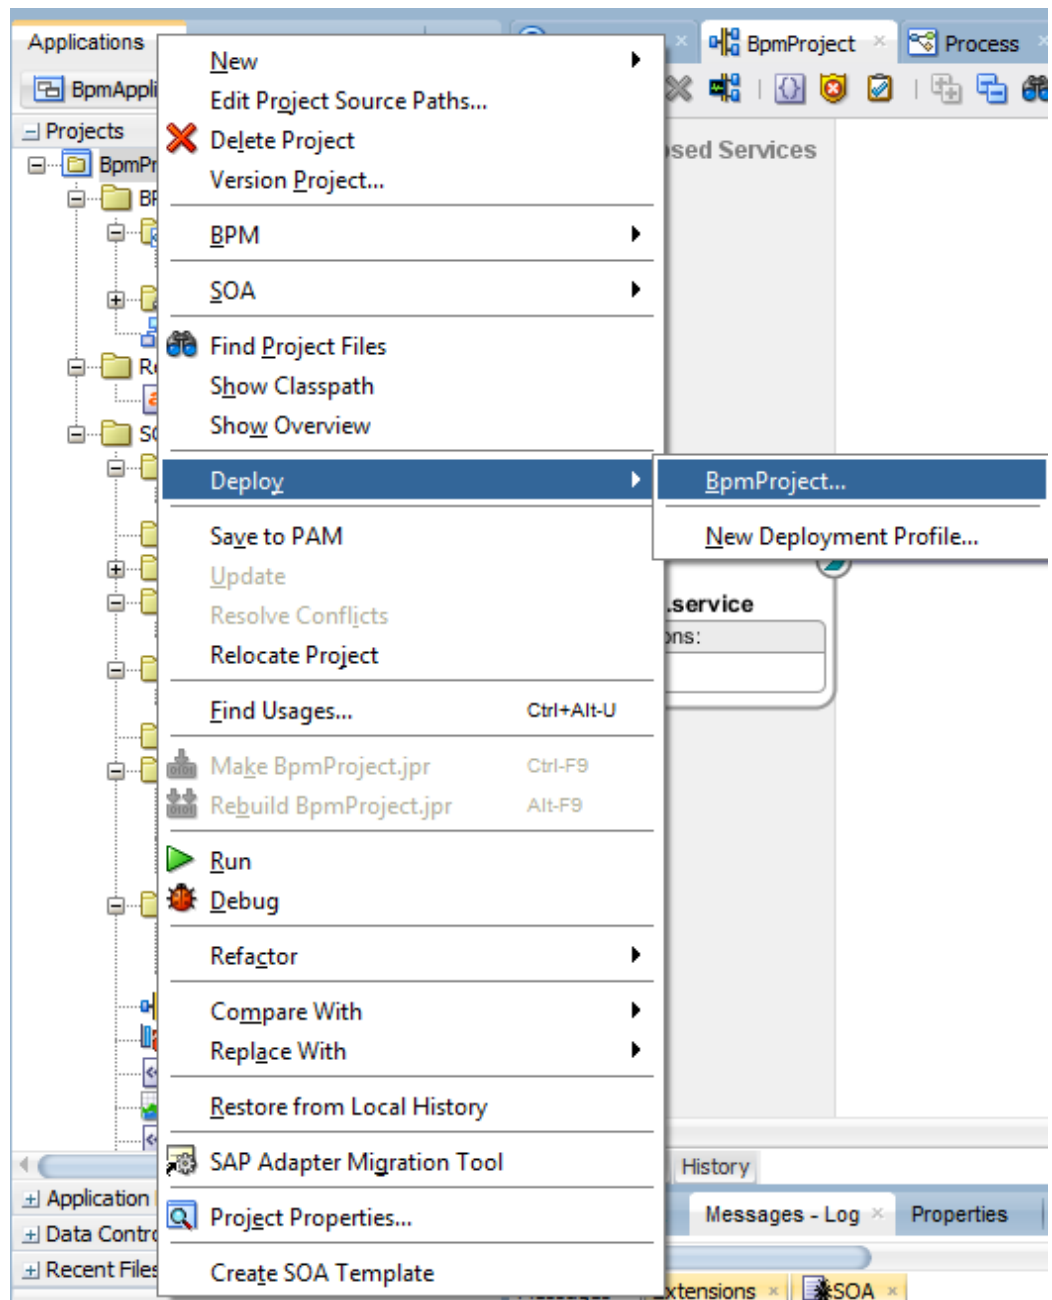 Applications
BpmProject
Process
BpmAppli
Projects
BpmPr
New
Edit Project Source Paths...
Delete Project
Version Project...
BPM
SOA
Find Project Files
Show Classpath
Show Overview
Deploy
Save to PAM
Update
Resolve Conflicts
Relocate Project
Find Usages... Ctrl+Alt-U
Make BpmProject.jpr Ctrl-F9
Rebuild BpmProject.jpr Alt-F9
Run
Debug
Refactor
Compare With
Replace With
Restore from Local History
SAP Adapter Migration Tool
Project Properties...
Create SOA Template
BpmProject...
New Deployment Profile...
osed Services
.service
ons:
History
Application
Data Contro
Recent Files
Messages - Log
Properties
xtensions
SOA